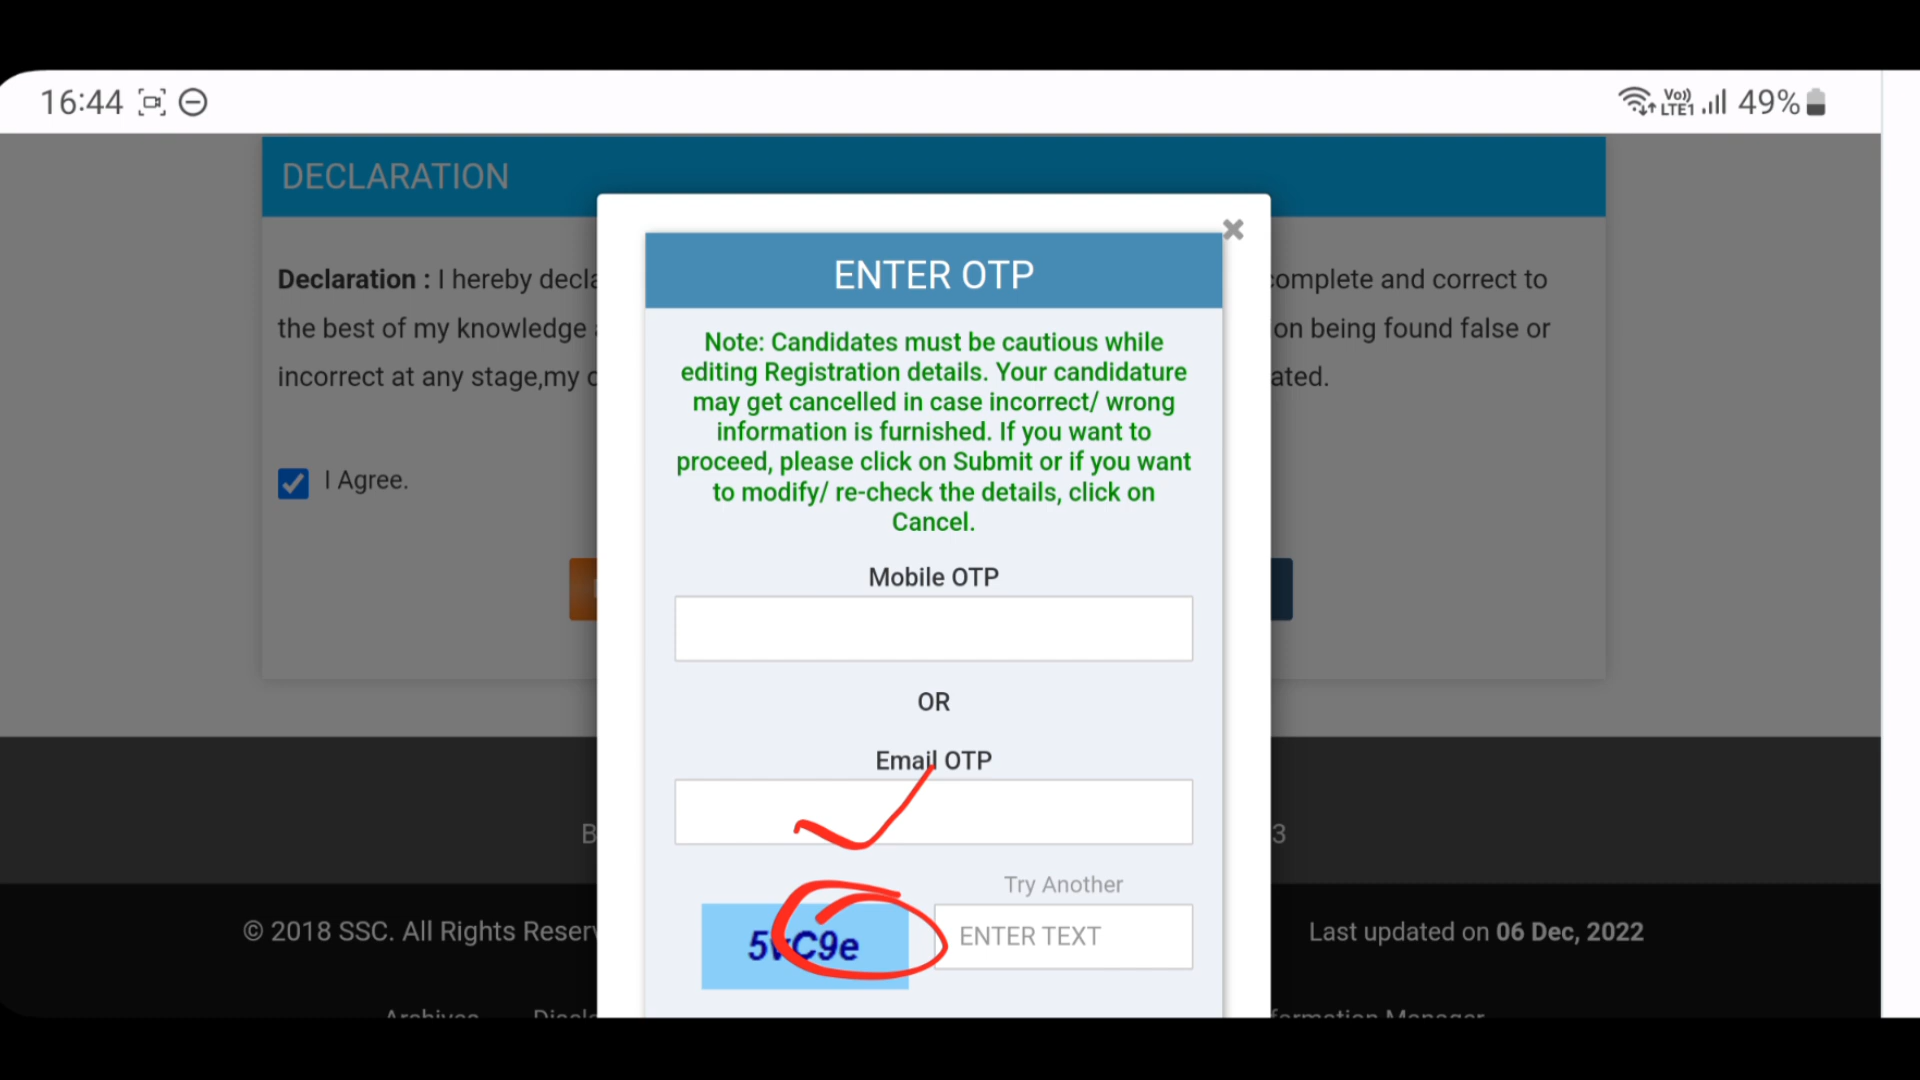 16:44
Vo)) LTE1 49%
DECLARATION
ENTER OTP
Declaration : I hereby complete and correct to
the best of my knowledge on being found false or
incorrect at any stage,my
Note: Candidates must be cautious while
editing Registration details. Your candidature
may get cancelled in case incorrect/ wrong
information is furnished. If you want to
proceed, please click on Submit or if you want
to modify/ re-check the details, click on
Cancel.
I Agree.
Mobile OTP
OR
Email OTP
Try Another
5vC9e
ENTER TEXT
© 2018 SSC. All Rights
Last updated on 06 Dec, 2022